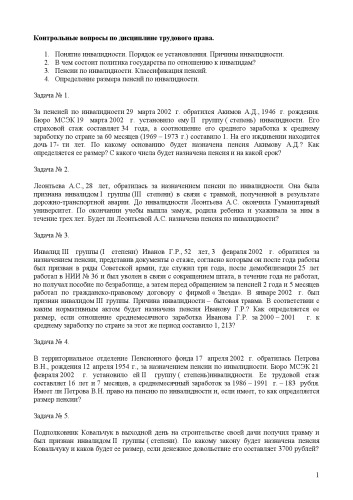 Контрольные вопросы по дисциплине трудового права.
1. Понятие инвалидности. Порядок ее установления. Причины инвалидности.
2. В чем состоит политика государства по отношению к инвалидам?
3. Пенсии по инвалидности. Классификация пенсий.
4. Определение размера пенсий по инвалидности.
Задача № 1.
За пенсией по инвалидности 29 марта 2002 г. обратился Акимов А.Д., 1946 г. рождения.
Бюро МСЭК 19 марта 2002 г. установило ему II группу ( степень) инвалидности. Его
страховой стаж составляет 34 года, а соотношение его среднего заработка к среднему
заработку по стране за 60 месяцев (1969 – 1973 г.) составило 1. На его иждивении находится
дочь 17- ти лет. По какому основанию будет назначена пенсия Акимову А.Д.? Как
определяется ее размер? С какого числа будет назначена пенсия и на какой срок?
Задача № 2.
Леонтьева А.С., 28 лет, обратилась за назначением пенсии по инвалидности. Она была
признана инвалидом I группы (III степени) в связи с травмой, полученной в результате
дорожно-транспортной аварии. До инвалидности Леонтьева А.С. окончила Гуманитарный
университет. По окончании учебы вышла замуж, родила ребенка и ухаживала за ним в
течение трех лет. Будет ли Леонтьевой А.С. назначена пенсия по инвалидности?
Задача № 3.
Инвалид III группы (I степени) Иванов Г.Р., 52 лет, 3 февраля 2002 г. обратился за
назначением пенсии, представив документы о стаже, согласно которым он после года работы
был призван в ряды Советской армии, где служил три года, после демобилизации 25 лет
работал в НИИ № 36 и был уволен в связи с сокращением штата, в течение года не работал,
но получал пособие по безработице, а затем перед обращением за пенсией 2 года и 5 месяцев
работал по гражданско-правовому договору с фирмой « Звезда». В январе 2002 г. был
признан инвалидом III группы. Причина инвалидности – бытовая травма. В соответствии с
каким нормативным актом будет назначена пенсия Иванову Г.Р.? Как определяется ее
размер, если отношение среднемесячного заработка Иванова Г.Р. за 2000 – 2001 г. к
среднему заработку по стране за этот же период составило 1, 213?
Задача № 4.
В территориальное отделение Пенсионного фонда 17 апреля 2002 г. обратилась Петрова
В.Н., рождения 12 апреля 1954 г., за назначением пенсии по инвалидности. Бюро МСЭК 21
февраля 2002 г. установило ей II группу ( степень)инвалидности. Ее трудовой стаж
составляет 16 лет и 7 месяцев, а среднемесячный заработок за 1986 – 1991 г. – 183 рубля.
Имеет ли Петрова В.Н. право на пенсию по инвалидности и, если имеет, то как определяется
размер пенсии?
Задача № 5.
Подполковник Ковальчук в выходной день на строительстве своей дачи получил травму и
был признан инвалидом II группы ( степени). По какому закону будет назначена пенсия
Ковальчуку и каков будет ее размер, если денежное довольствие его составляет 3700 рублей?
1